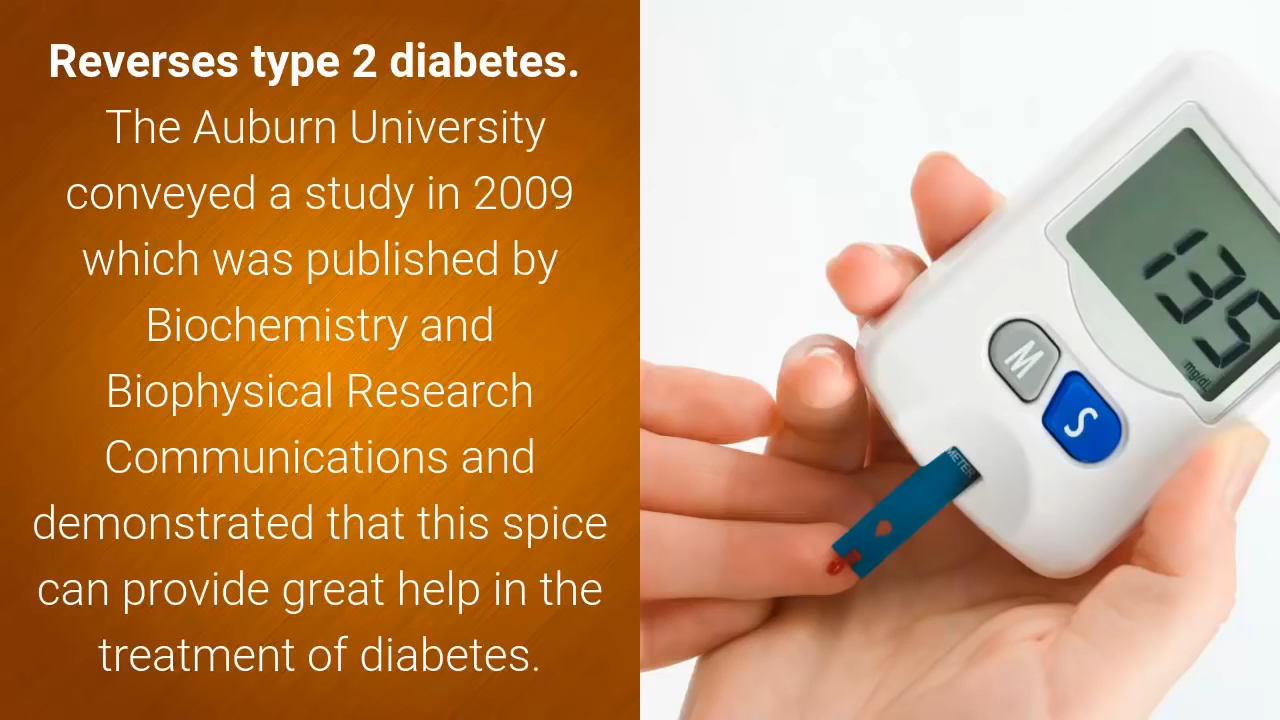 Reverses type 2 diabetes.
The Auburn University
conveyed a study in 2009
which was published by
Biochemistry and
Biophysical Research
Communications and
demonstrated that this spice
can provide great help in the
treatment of diabetes.
135
mg/dL
M
S
METER